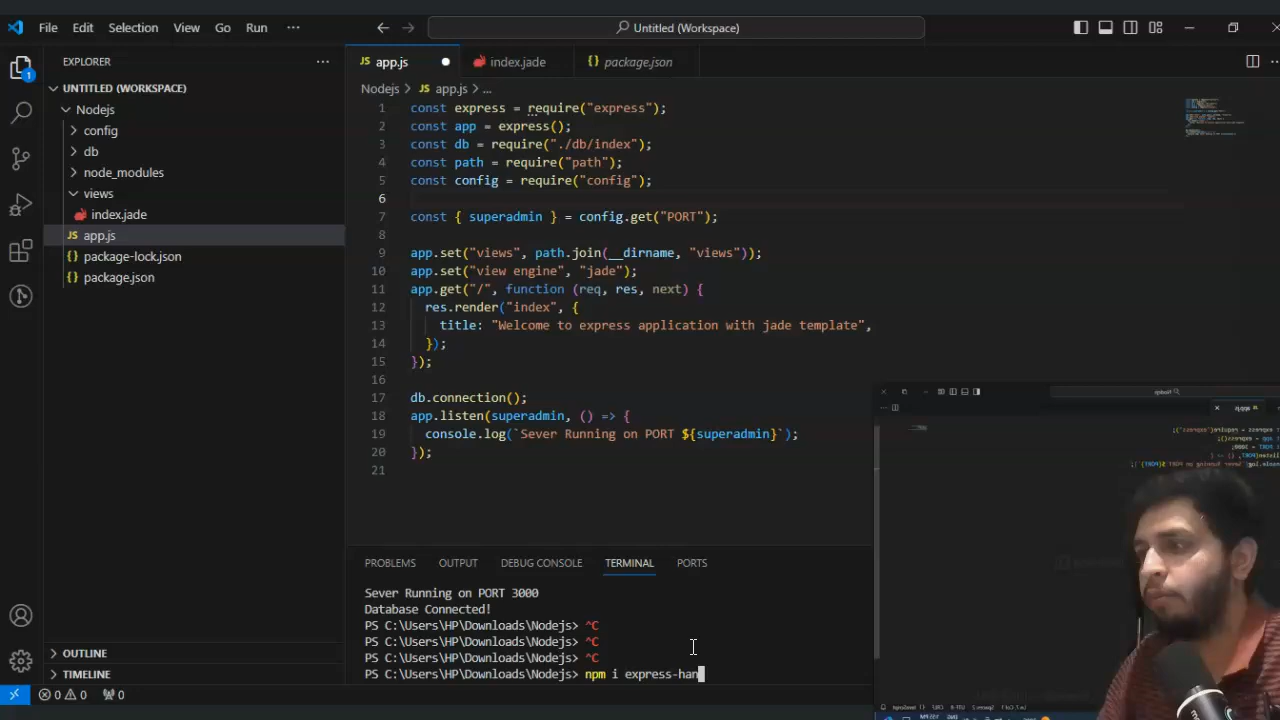 File Edit Selection View Go Run ··· Untitled (Workspace)
EXPLORER ···
1
UNTITLED (WORKSPACE)
Nodejs
config
db
node_modules
views
index.jade
JS app.js
{} package-lock.json
{} package.json
OUTLINE
TIMELINE
0 0 0
app.js index.jade {} package.json
Nodejs > JS app.js > ...
1 const express = require("express");
2 const app = express();
3 const db = require("./db/index");
4 const path = require("path");
5 const config = require("config");
6
7 const { superadmin } = config.get("PORT");
8
9 app.set("views", path.join(__dirname, "views"));
10 app.set("view engine", "jade");
11 app.get("/", function (req, res, next) {
12 res.render("index", {
13 title: "Welcome to express application with jade template",
14 });
15 });
16
17 db.connection();
18 app.listen(superadmin, () => {
19 console.log(`Sever Running on PORT ${superadmin}`);
20 });
21
PROBLEMS OUTPUT DEBUG CONSOLE TERMINAL PORTS
Sever Running on PORT 3000
Database Connected!
PS C:\Users\HP\Downloads\Nodejs> ^C
PS C:\Users\HP\Downloads\Nodejs> ^C
PS C:\Users\HP\Downloads\Nodejs> ^C
PS C:\Users\HP\Downloads\Nodejs> npm i express-han